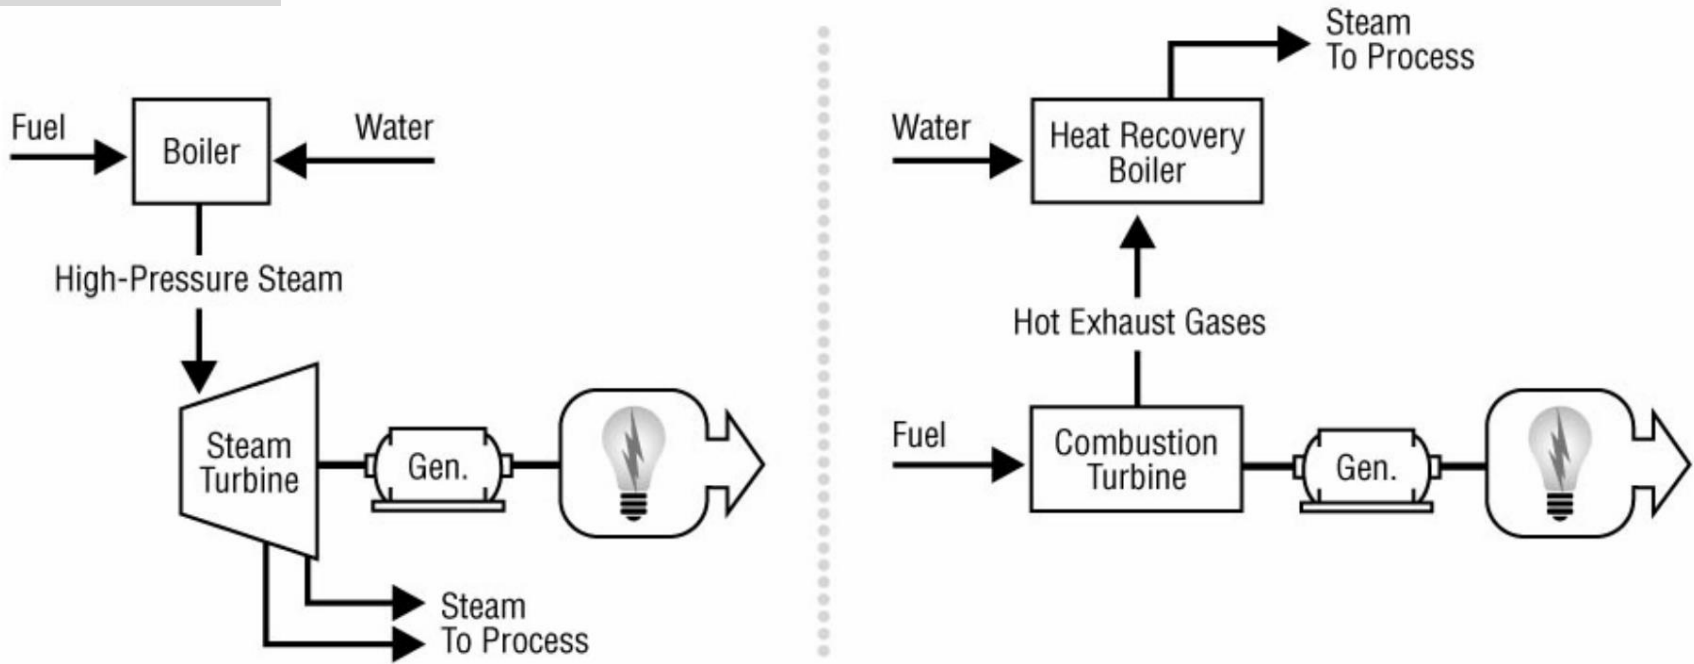 Fuel
Boiler
Water
High-Pressure Steam
Steam
Turbine
Gen.
Steam
To Process
Steam
To Process
Water
Heat Recovery
Boiler
Hot Exhaust Gases
Fuel
Combustion
Turbine
Gen.